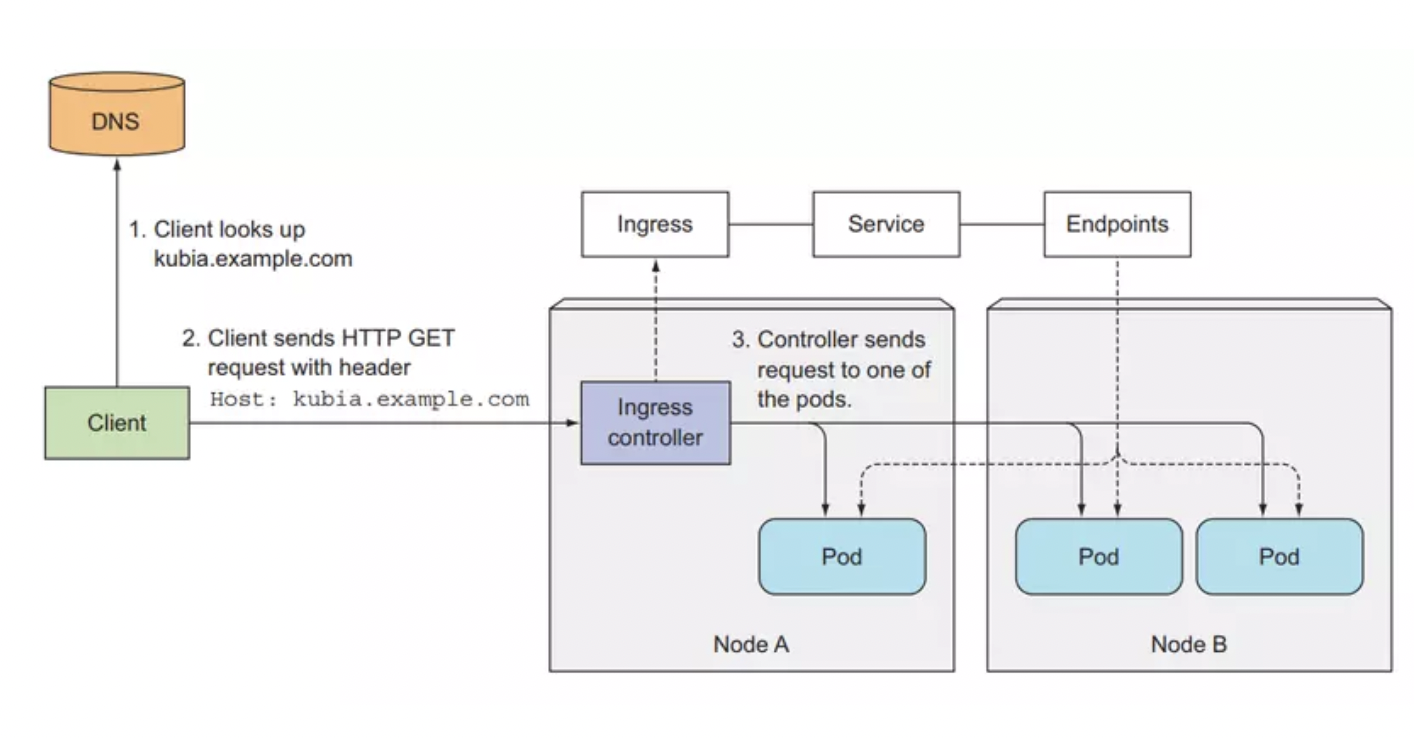 DNS
1. Client looks up
kubia.example.com
Ingress
Service
Endpoints
2. Client sends HTTP GET
request with header
Host: kubia.example.com
3. Controller sends
request to one of
the pods.
Client
Ingress
controller
Pod
Pod
Pod
Node A
Node B